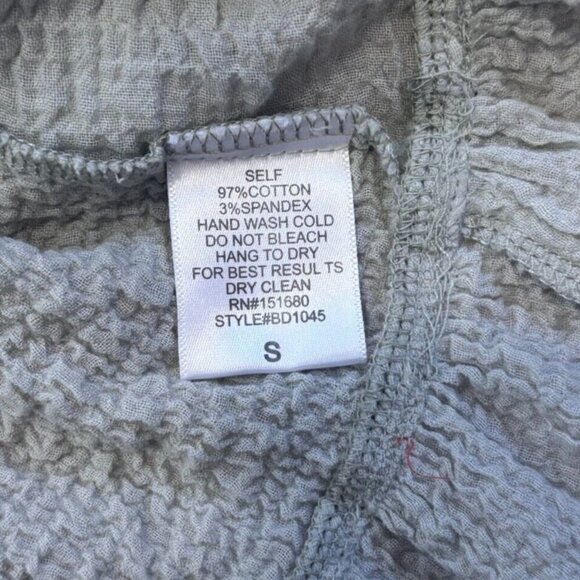 SELF
97%COTTON
3%SPANDEX
HAND WASH COLD
DO NOT BLEACH
HANG TO DRY
FOR BEST RESUL TS
DRY CLEAN
RN#151680
STYLE#BD1045
S